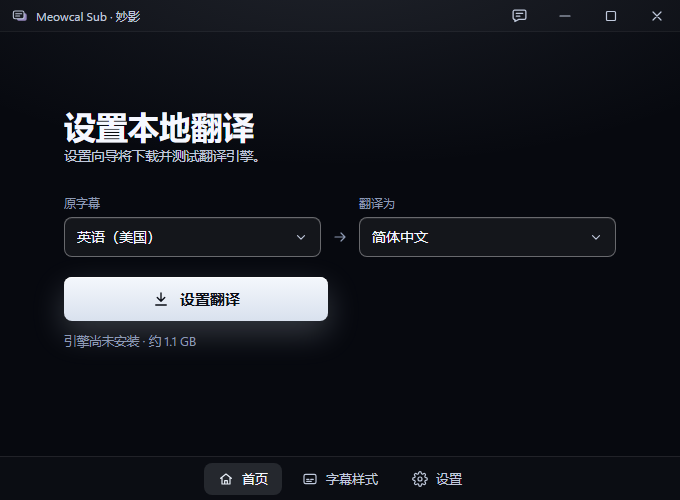 Meowcal Sub · 妙影
设置本地翻译
设置向导将下载并测试翻译引擎。
原字幕
翻译为
英语（美国）
简体中文
设置翻译
引擎尚未安装 · 约 1.1 GB
首页
字幕样式
设置